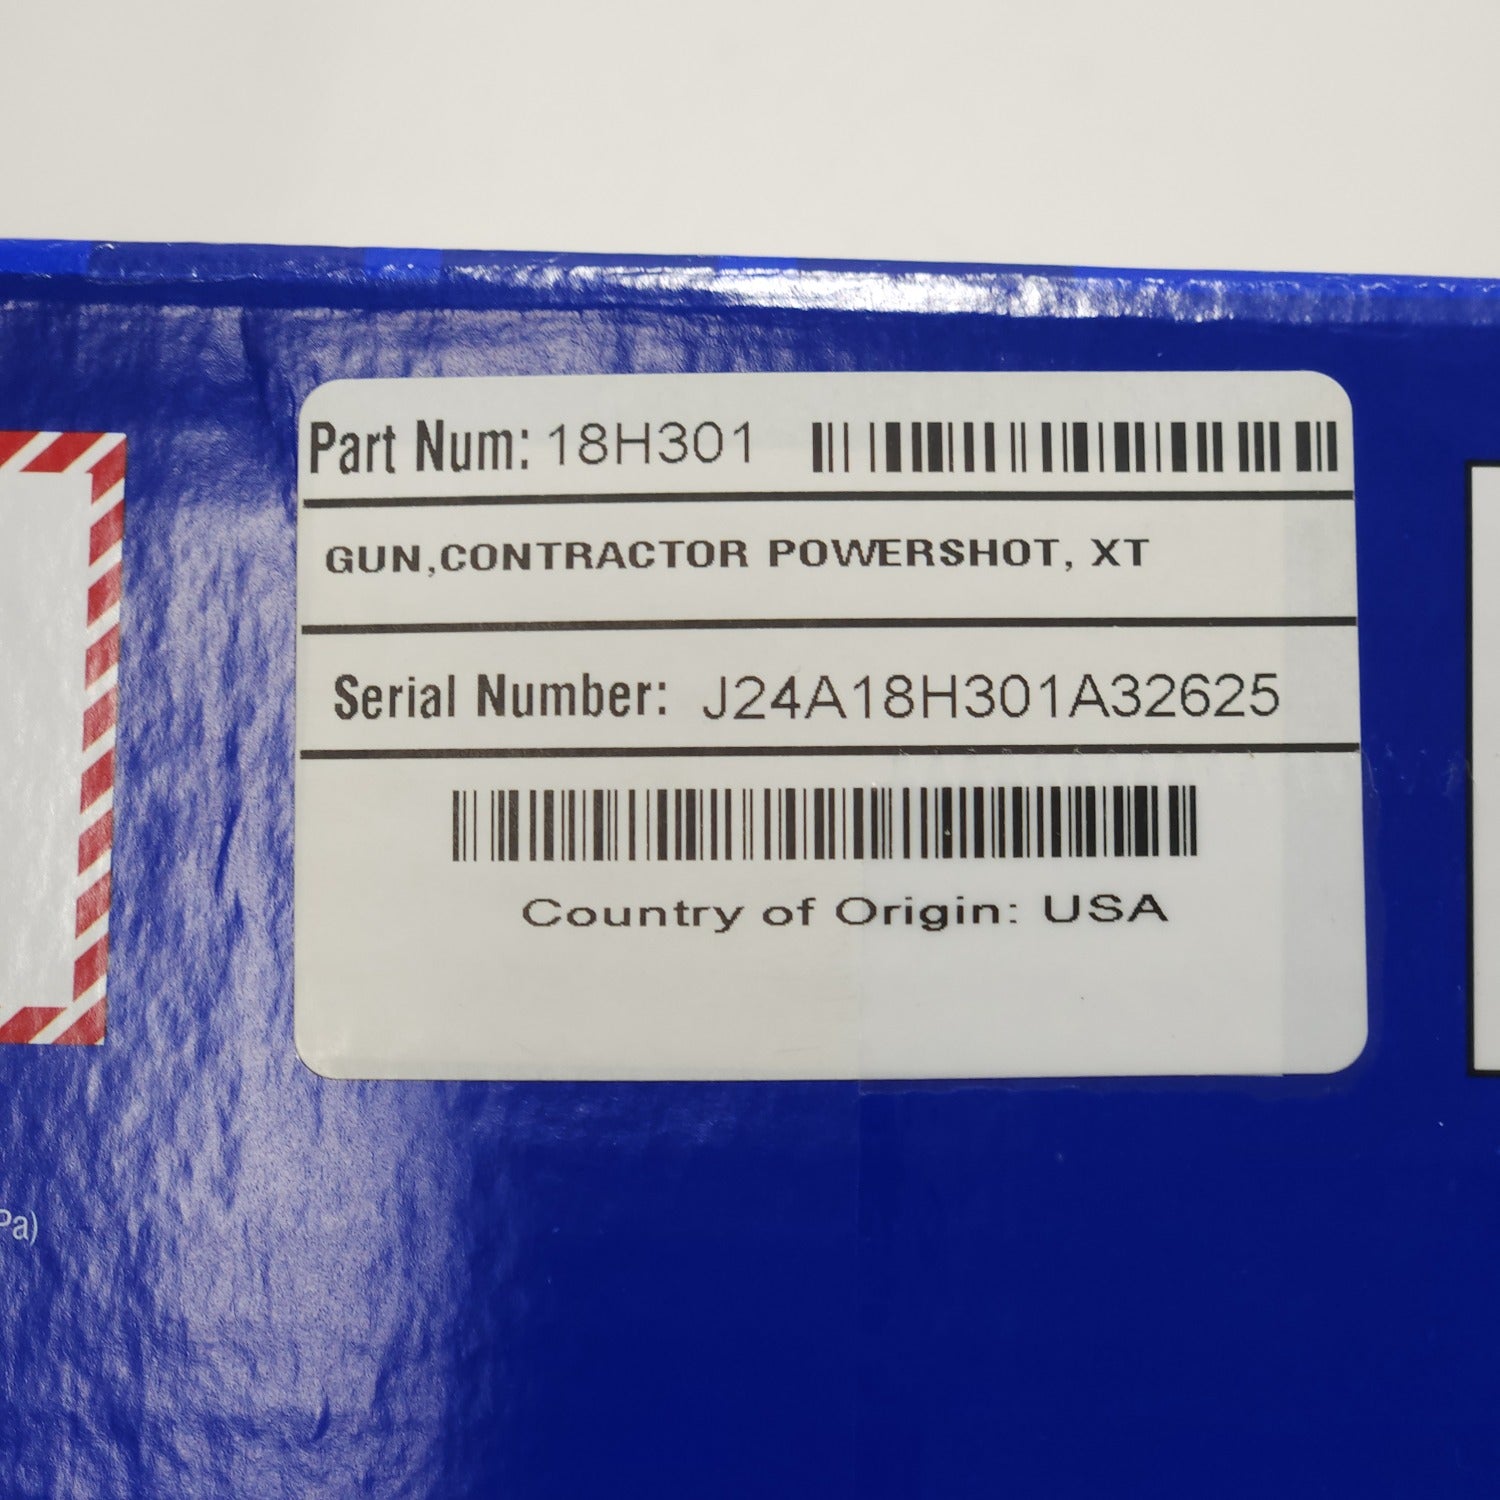 Part Num: 18H301
GUN,CONTRACTOR POWERSHOT, XT
Serial Number: J24A18H301A32625
Country of Origin: USA
Pa)